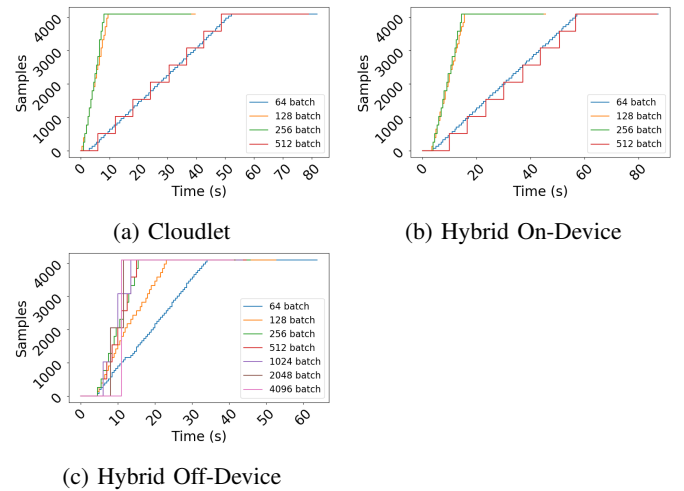 4000
3000
2000
1000
0
Samples
64 batch
128 batch
256 batch
512 batch
0 10 20 30 40 50 60 70 80
Time (s)
(a) Cloudlet
4000
3000
2000
1000
0
Samples
64 batch
128 batch
256 batch
512 batch
0 20 40 60 80
Time (s)
(b) Hybrid On-Device
4000
3000
2000
1000
0
Samples
64 batch
128 batch
256 batch
512 batch
1024 batch
2048 batch
4096 batch
0 10 20 30 40 50 60
Time (s)
(c) Hybrid Off-Device